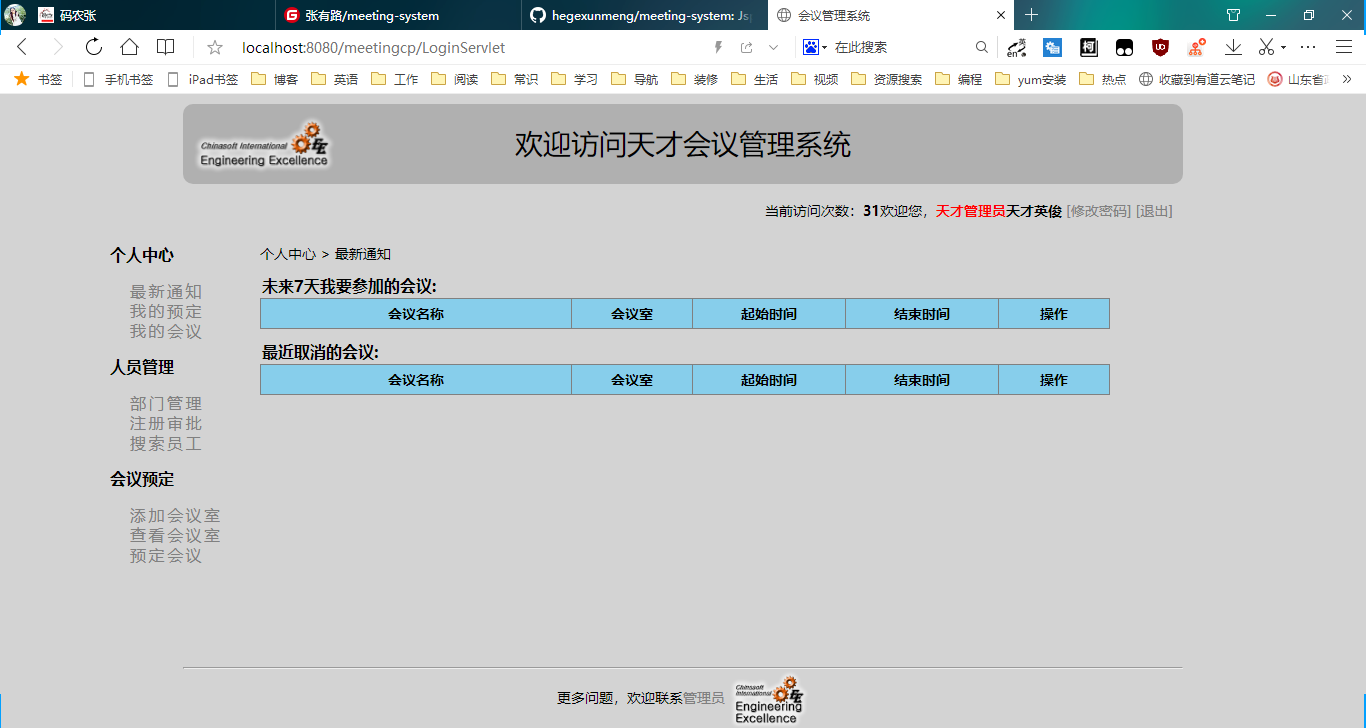 码农张
张有路/meeting-system
hegexunmeng/meeting-system: Js
会议管理系统
localhost:8080/meetingcp/LoginServlet
在此搜索
书签
手机书签
iPad书签
博客
英语
工作
阅读
常识
学习
导航
装修
生活
视频
资源搜索
编程
yum安装
热点
收藏到有道云笔记
山东省
Chinasoft International
Engineering Excellence
欢迎访问天才会议管理系统
当前访问次数：31欢迎您，天才管理员天才英俊 [修改密码] [退出]
个人中心
最新通知
我的预定
我的会议
人员管理
部门管理
注册审批
搜索员工
会议预定
添加会议室
查看会议室
预定会议
个人中心 > 最新通知
未来7天我要参加的会议:
会议名称 会议室 起始时间 结束时间 操作
最近取消的会议:
会议名称 会议室 起始时间 结束时间 操作
更多问题，欢迎联系管理员
Chinasoft
International
Engineering
Excellence